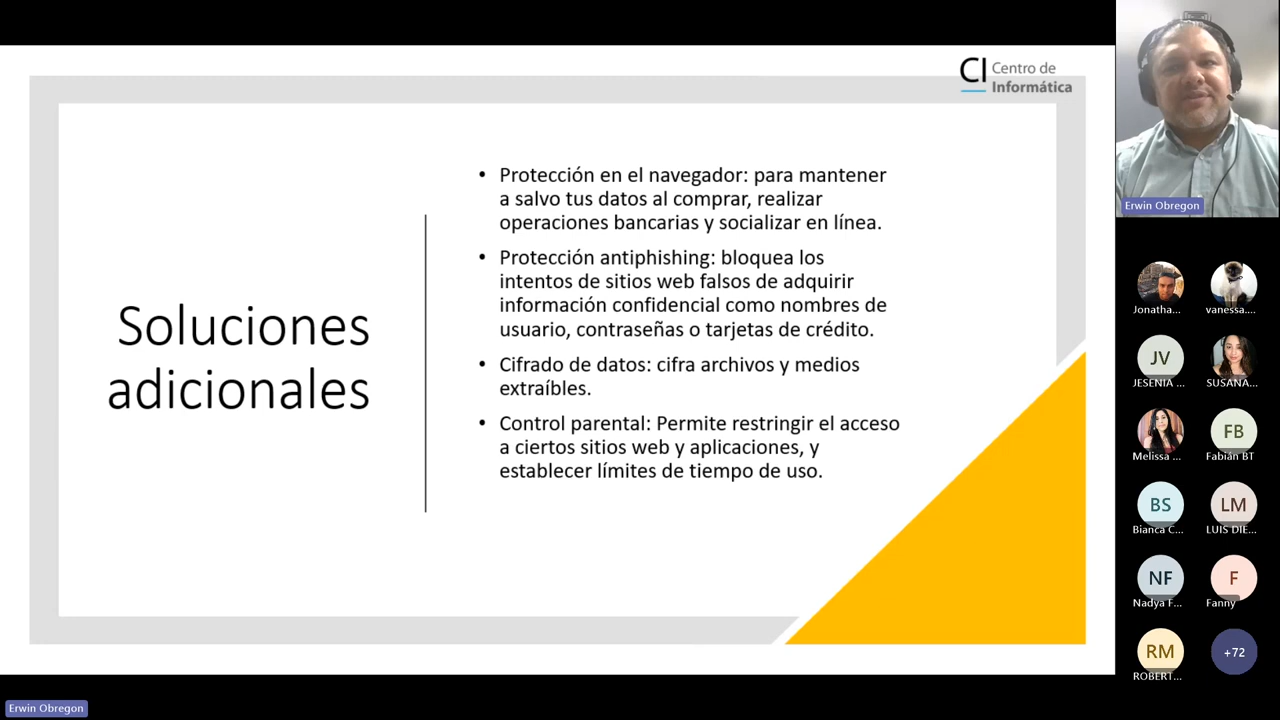 CI Centro de
Informática
Soluciones
adicionales
• Protección en el navegador: para mantener
a salvo tus datos al comprar, realizar
operaciones bancarias y socializar en línea.
• Protección antiphishing: bloquea los
intentos de sitios web falsos de adquirir
información confidencial como nombres de
usuario, contraseñas o tarjetas de crédito.
• Cifrado de datos: cifra archivos y medios
extraíbles.
• Control parental: Permite restringir el acceso
a ciertos sitios web y aplicaciones, y
establecer límites de tiempo de uso.
Erwin Obregon
Jonatha...
vanessa....
JV
JESENIA ...
SUSANA...
Melissa ...
FB
Fabián BT
BS
Bianca C...
LM
LUIS DIE...
NF
Nadya F...
F
Fanny
RM
ROBERT...
+72
Erwin Obregon